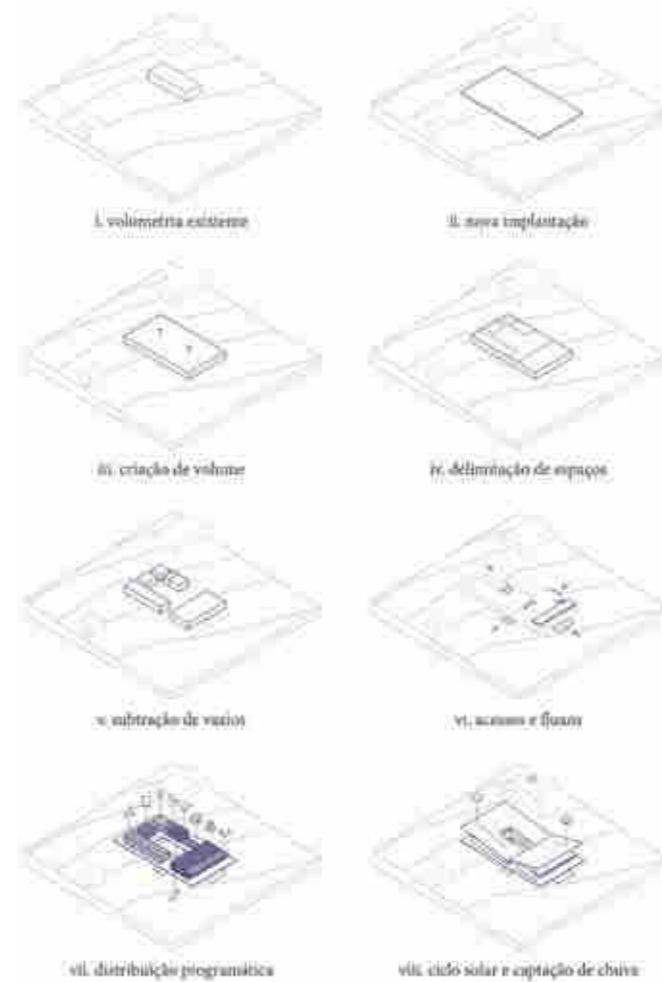 i. volumetria existente
ii. nova implantação
iii. criação de volume
iv. delimitação de espaços
v. subtração de vazios
vi. acessos e fluxos
vii. distribuição programática
viii. ciclo solar e captação de chuva